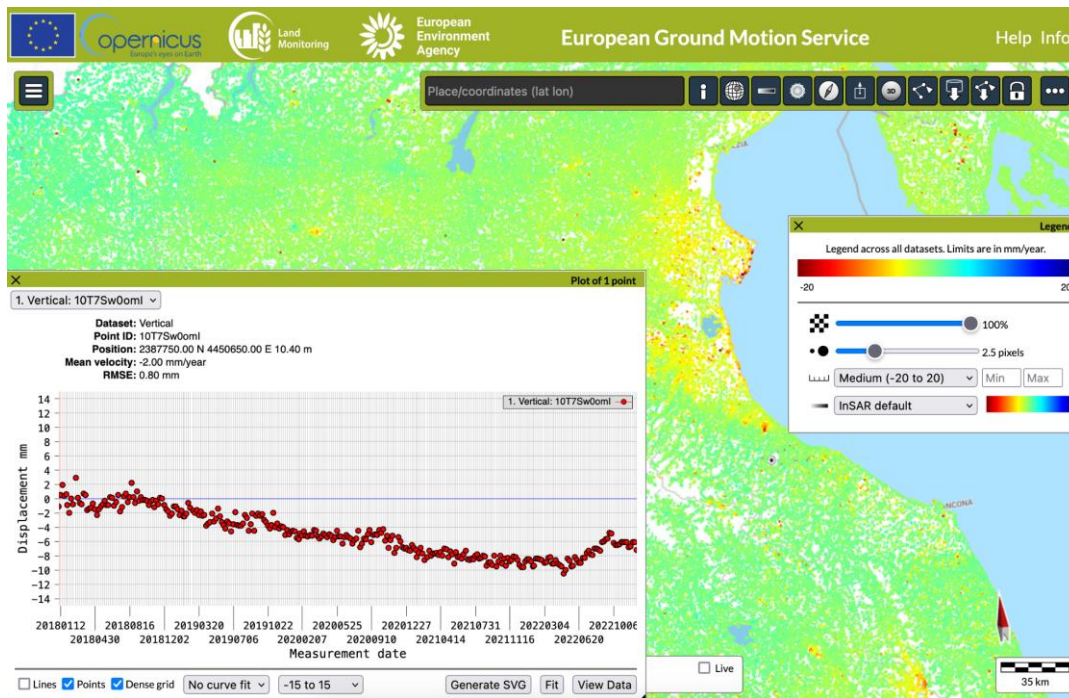 Copernicus
Europe's eyes on Earth
Land
Monitoring
European
Environment
Agency
European Ground Motion Service
Help Info
Place/coordinates (lat lon)
3D
Legend
Legend across all datasets. Limits are in mm/year.
-20 20
100%
2.5 pixels
Medium (-20 to 20) Min Max
InSAR default
Plot of 1 point
1. Vertical: 10T7Sw0oml
Dataset: Vertical
Point ID: 10T7Sw0oml
Position: 2387750.00 N 4450650.00 E 10.40 m
Mean velocity: -2.00 mm/year
RMSE: 0.80 mm
1. Vertical: 10T7Sw0oml
14
12
10
8
6
4
2
0
-2
-4
-6
-8
-10
-12
-14
Displacement mm
20180112 20180816 20190320 20191022 20200525 20201227 20210731 20220304 20221006
20180430 20181202 20190706 20200207 20200910 20210414 20211116 20220620
Measurement date
Lines Points Dense grid No curve fit -15 to 15 Generate SVG Fit View Data
Live
35 km
NCONA